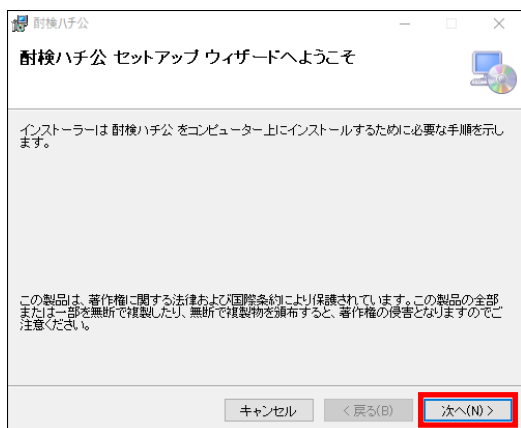 酎検ハチ公
酎検ハチ公 セットアップ ウィザードへようこそ
インストーラーは 酎検ハチ公 をコンピューター上にインストールするために必要な手順を示し
ます。
この製品は、著作権に関する法律および国際条約により保護されています。この製品の全部
または一部を無断で複製したり、無断で複製物を頒布すると、著作権の侵害となりますのでご
注意ください。
キャンセル
< 戻る(B)
次へ(N) >